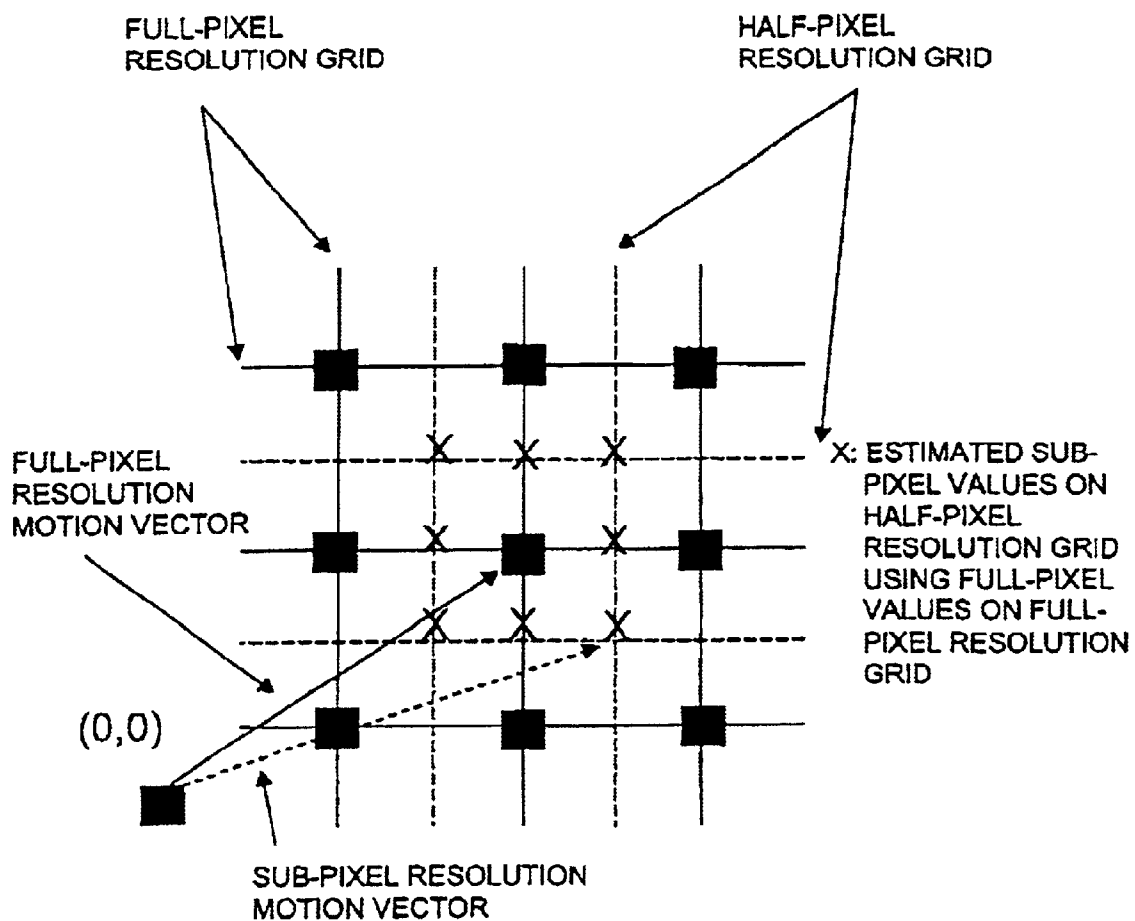 FULL-PIXEL
RESOLUTION GRID
HALF-PIXEL
RESOLUTION GRID
X X X
FULL-PIXEL
RESOLUTION
MOTION VECTOR
X: ESTIMATED SUB-
PIXEL VALUES ON
HALF-PIXEL
RESOLUTION GRID
USING FULL-PIXEL
VALUES ON FULL-
PIXEL RESOLUTION
GRID
X X
X X X
(0,0)
SUB-PIXEL RESOLUTION
MOTION VECTOR